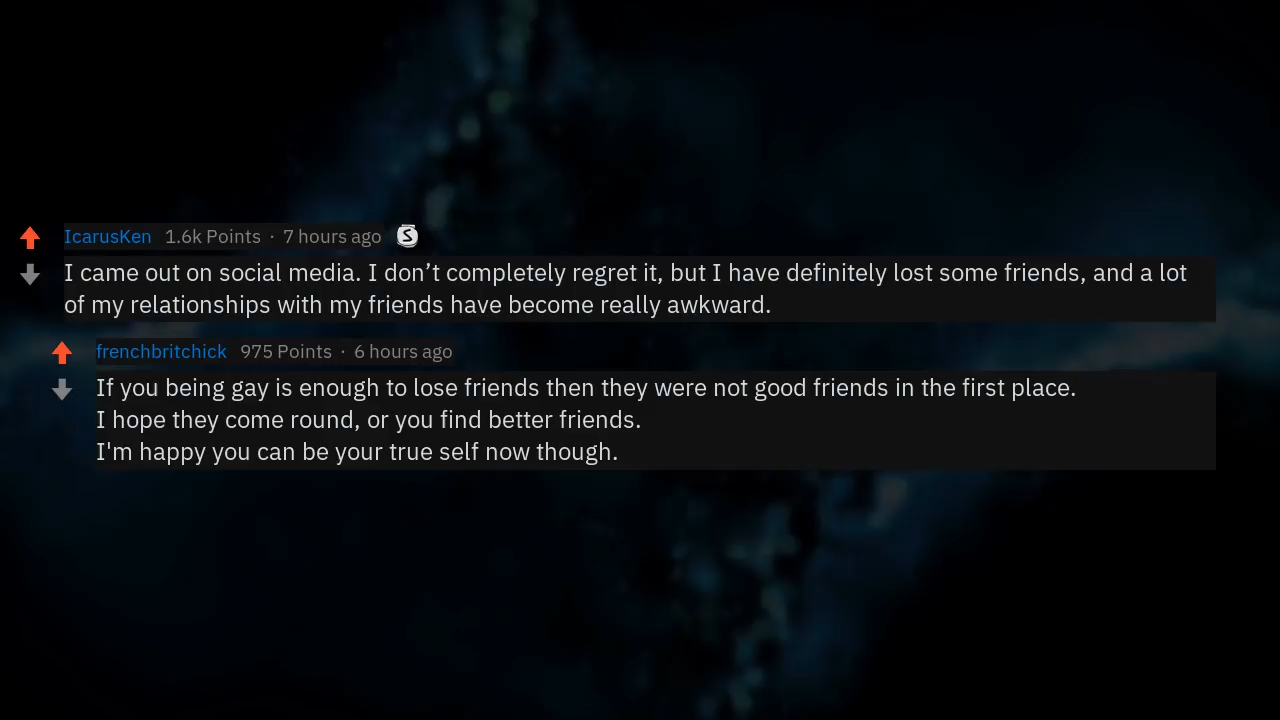 IcarusKen 1.6k Points · 7 hours ago S
I came out on social media. I don’t completely regret it, but I have definitely lost some friends, and a lot
of my relationships with my friends have become really awkward.
frenchbritchick 975 Points · 6 hours ago
If you being gay is enough to lose friends then they were not good friends in the first place.
I hope they come round, or you find better friends.
I'm happy you can be your true self now though.